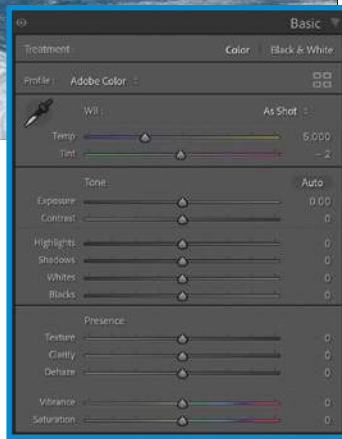 Basic
Treatment: Color Black & White
Profile: Adobe Color
WB: As Shot
Temp 5,000
Tint - 2
Tone Auto
Exposure 0.00
Contrast 0
Highlights 0
Shadows 0
Whites 0
Blacks 0
Presence
Texture 0
Clarity 0
Dehaze 0
Vibrance 0
Saturation 0